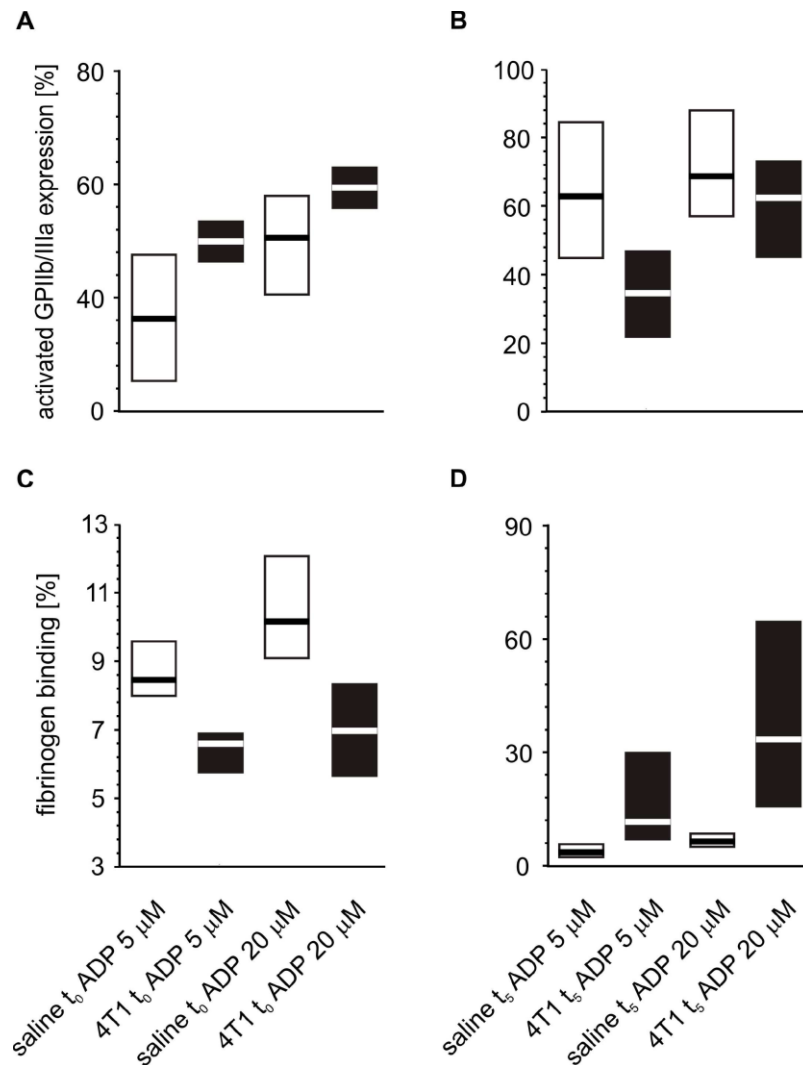 A
activated GPIIb/IIIa expression [%]
80
60
40
0
B
100
80
60
40
20
0
C
fibrinogen binding [%]
13
11
9
7
5
3
D
90
60
30
0
saline t₀ ADP 5 μM
4T1 t₀ ADP 5 μM
saline t₀ ADP 20 μM
4T1 t₀ ADP 20 μM
saline t₅ ADP 5 μM
4T1 t₅ ADP 5 μM
saline t₅ ADP 20 μM
4T1 t₅ ADP 20 μM